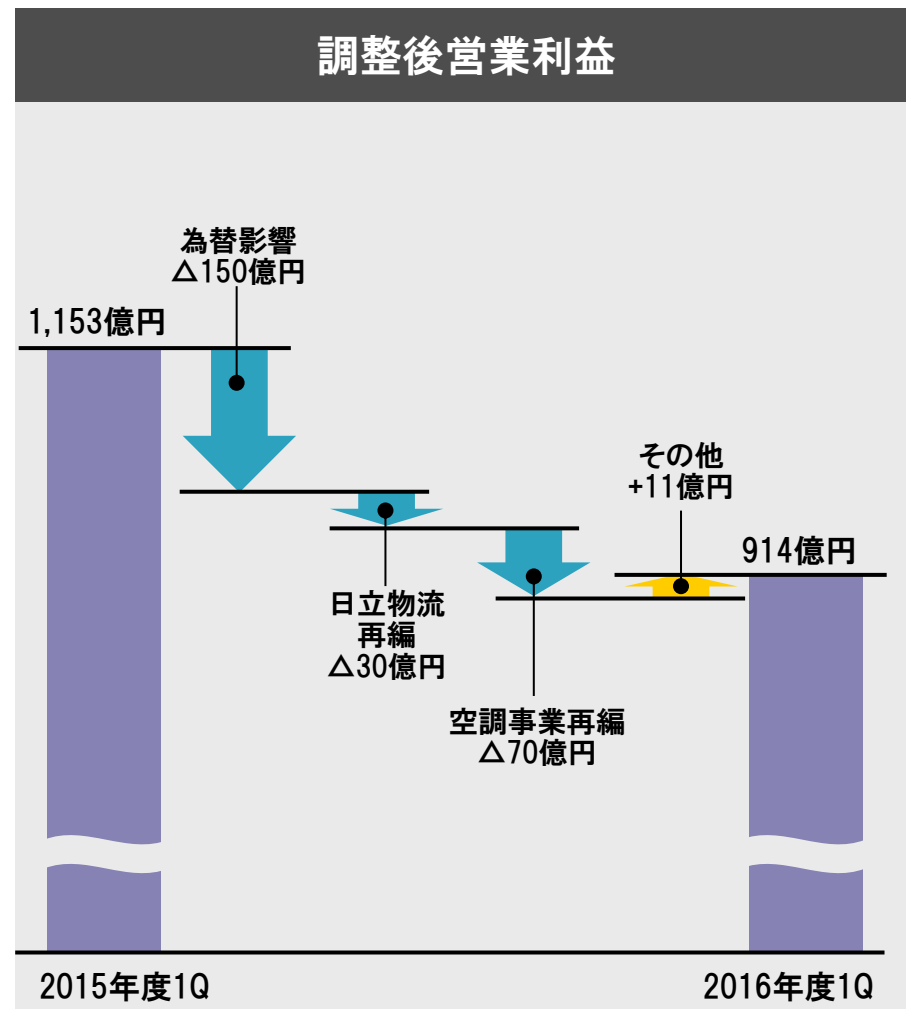 調整後営業利益
為替影響
△150億円
1,153億円
その他
+11億円
914億円
日立物流
再編
△30億円
空調事業再編
△70億円
2015年度1Q
2016年度1Q